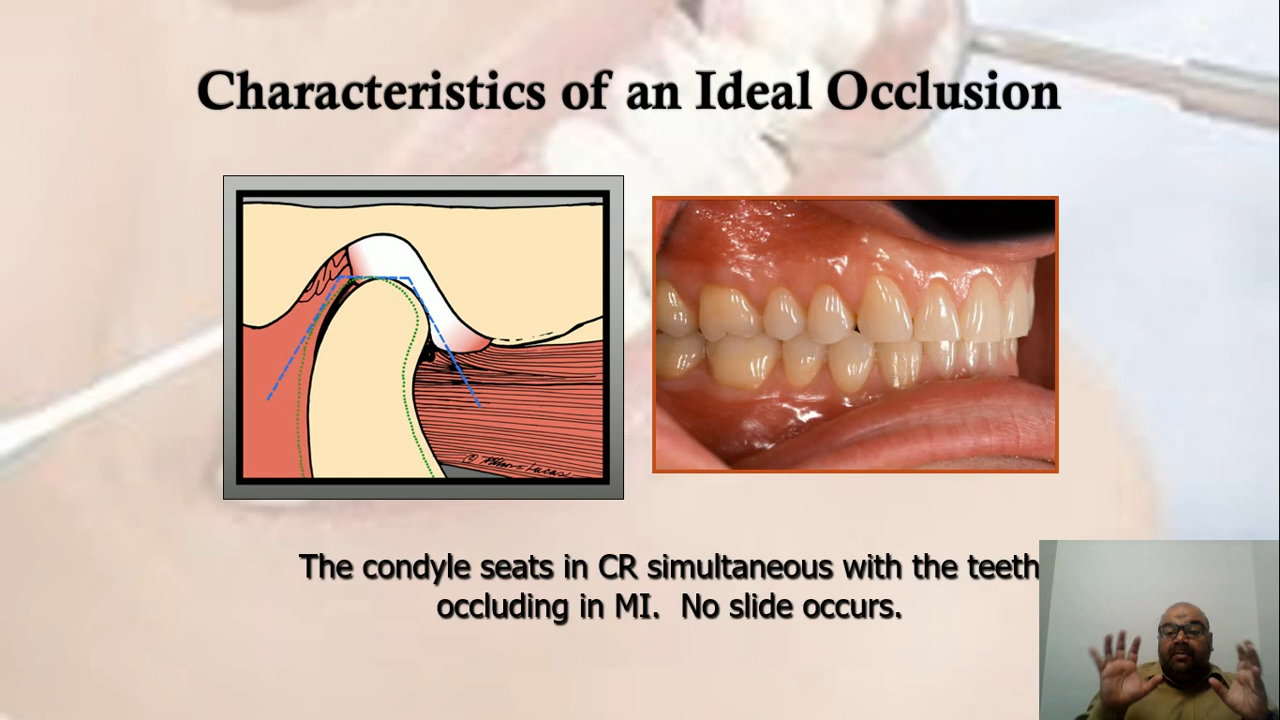 Characteristics of an Ideal Occlusion
The condyle seats in CR simultaneous with the teeth
occluding in MI. No slide occurs.